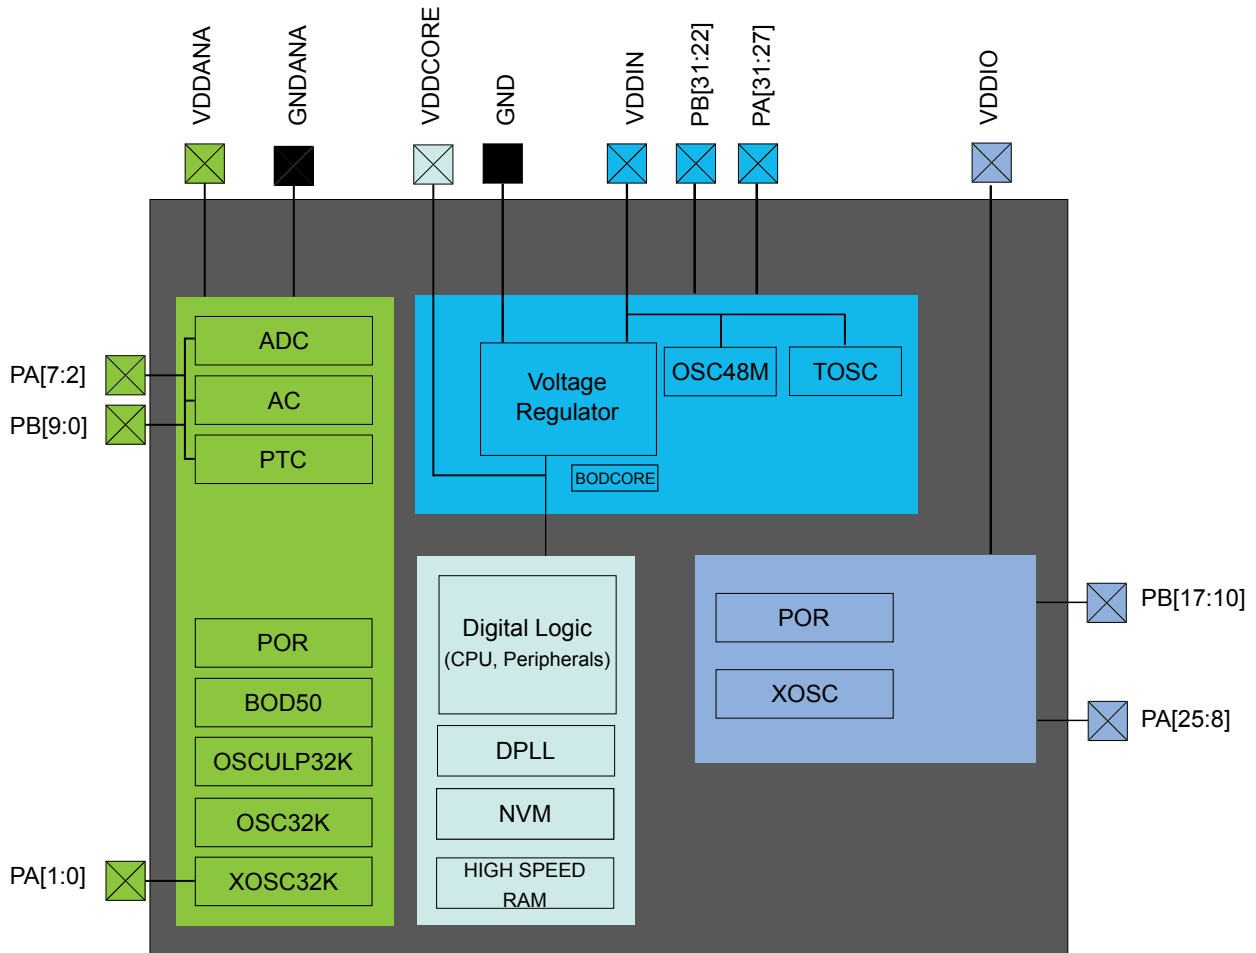 VDDANA
GNDANA
VDDCORE
GND
VDDIN
PB[31:22]
PA[31:27]
VDDIO
PA[7:2]
PB[9:0]
ADC
AC
PTC
Voltage
Regulator
OSC48M
TOSC
BODCORE
POR
BOD50
OSCULP32K
OSC32K
XOSC32K
PA[1:0]
Digital Logic
(CPU, Peripherals)
DPLL
NVM
HIGH SPEED
RAM
POR
XOSC
PB[17:10]
PA[25:8]